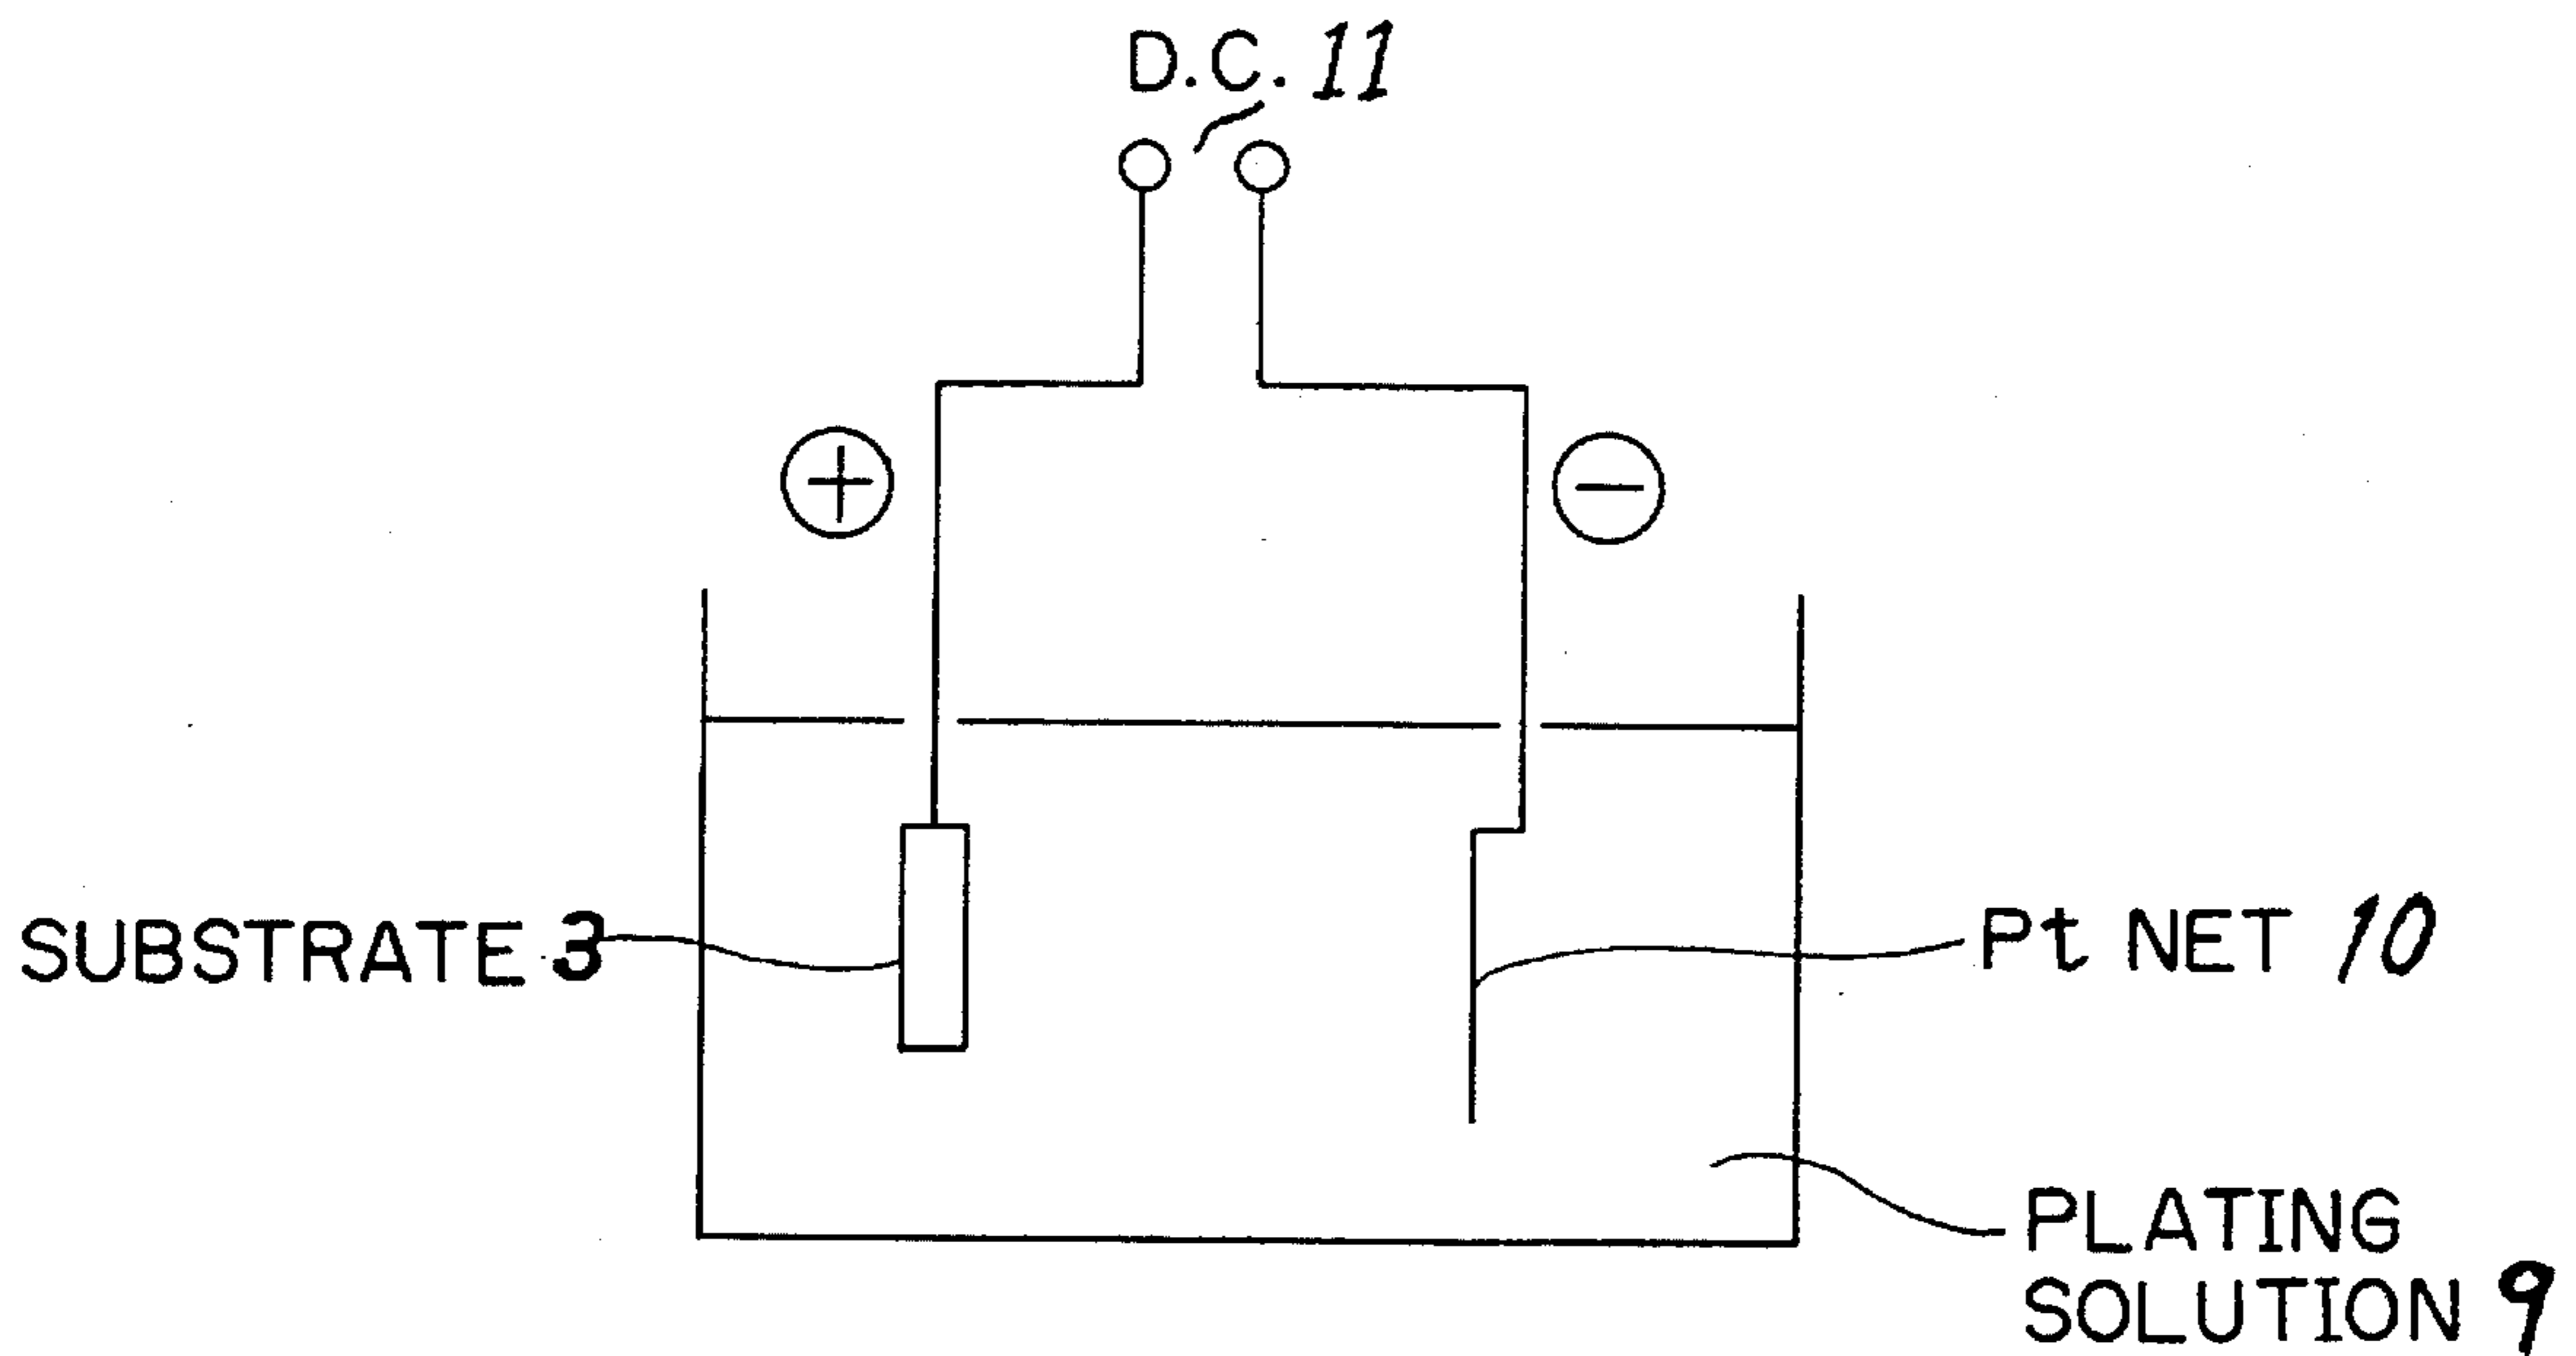 D.C. 11
+
−
SUBSTRATE 3
Pt NET 10
PLATING
SOLUTION 9